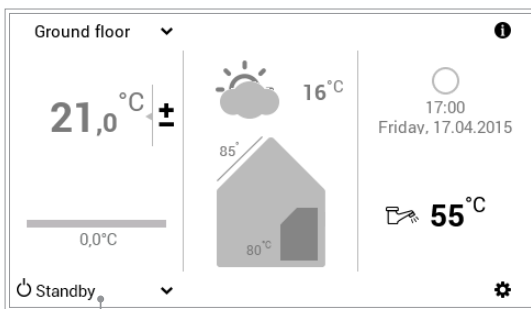 Ground floor
21,0 °C
±
0,0°C
Standby
16°C
85°
80°C
17:00
Friday, 17.04.2015
55°C